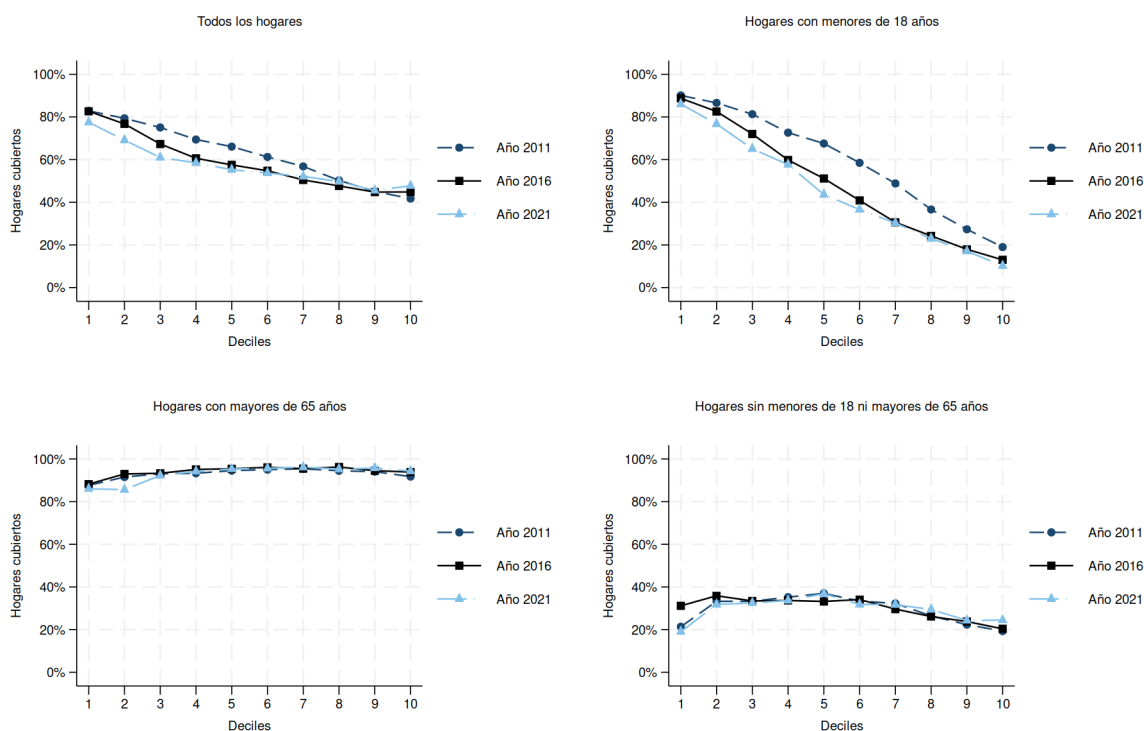 Todos los hogares
Hogares cubiertos
100%
80%
60%
40%
20%
0%
1 2 3 4 5 6 7 8 9 10
Deciles
Año 2011
Año 2016
Año 2021
Hogares con menores de 18 años
Hogares cubiertos
100%
80%
60%
40%
20%
0%
1 2 3 4 5 6 7 8 9 10
Deciles
Año 2011
Año 2016
Año 2021
Hogares con mayores de 65 años
Hogares cubiertos
100%
80%
60%
40%
20%
0%
1 2 3 4 5 6 7 8 9 10
Deciles
Año 2011
Año 2016
Año 2021
Hogares sin menores de 18 ni mayores de 65 años
Hogares cubiertos
100%
80%
60%
40%
20%
0%
1 2 3 4 5 6 7 8 9 10
Deciles
Año 2011
Año 2016
Año 2021